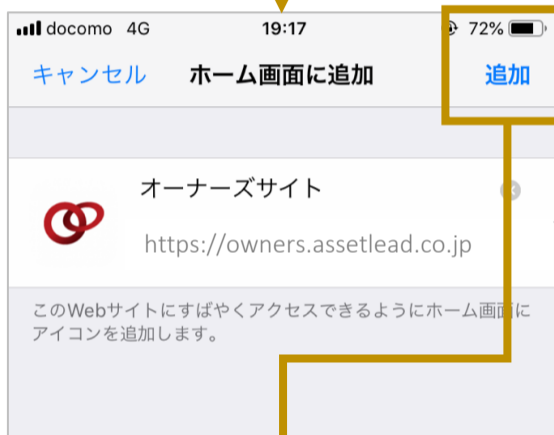 docomo 4G 19:17 72%
キャンセル ホーム画面に追加 追加
オーナーズサイト
https://owners.assetlead.co.jp
このWebサイトにすばやくアクセスできるようにホーム画面に
アイコンを追加します。